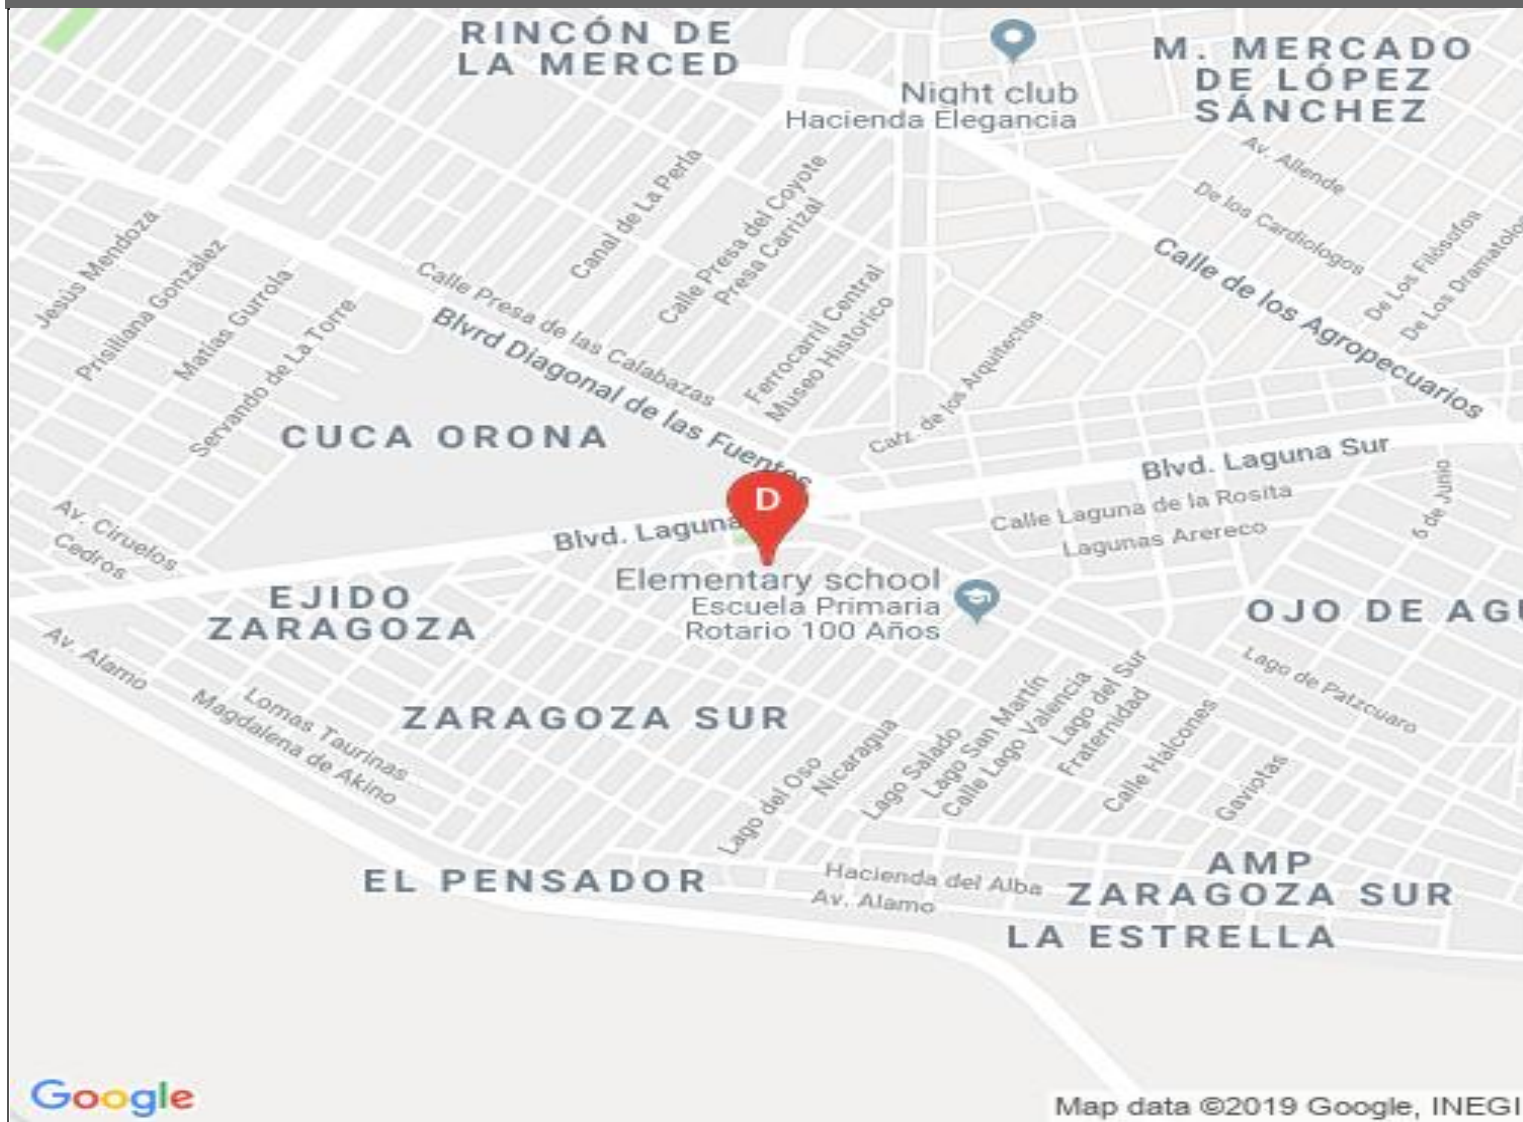 RINCÓN DE
LA MERCED
M. MERCADO
DE LÓPEZ
SÁNCHEZ
Night club
Hacienda Elegancia
Av. Allende
De los Cardiologos
De Los Filósofos
De Los Dramatolo
Canal de La Perla
Calle Presa del Coyote
Presa Carrizal
Jesús Mendoza
Prisiliana González
Matías Gurrola
Servando de La Torre
Calle Presa de las Calabazas
Blvrd Diagonal de las Fuentes
Ferrocarril Central
Museo Historico
Calz. de los Arquitectos
Calle de los Agropecuarios
CUCA ORONA
Blvd. Laguna Sur
Calle Laguna de la Rosita
Lagunas Arereco
6 de Junio
D
Blvd. Laguna
Av. Ciruelos
Cedros
Elementary school
Escuela Primaria
Rotario 100 Años
EJIDO
ZARAGOZA
OJO DE AGU
Av. Alamo
Lomas Taurinas
Magdalena de Akino
ZARAGOZA SUR
Lago de Patzcuaro
Lago del Oso
Nicaragua
Lago Salado
Lago San Martín
Calle Lago Valencia
Lago del Sur
Fraternidad
Calle Halcones
Gaviotas
EL PENSADOR
Hacienda del Alba
Av. Alamo
AMP
ZARAGOZA SUR
LA ESTRELLA
Google
Map data ©2019 Google, INEGI